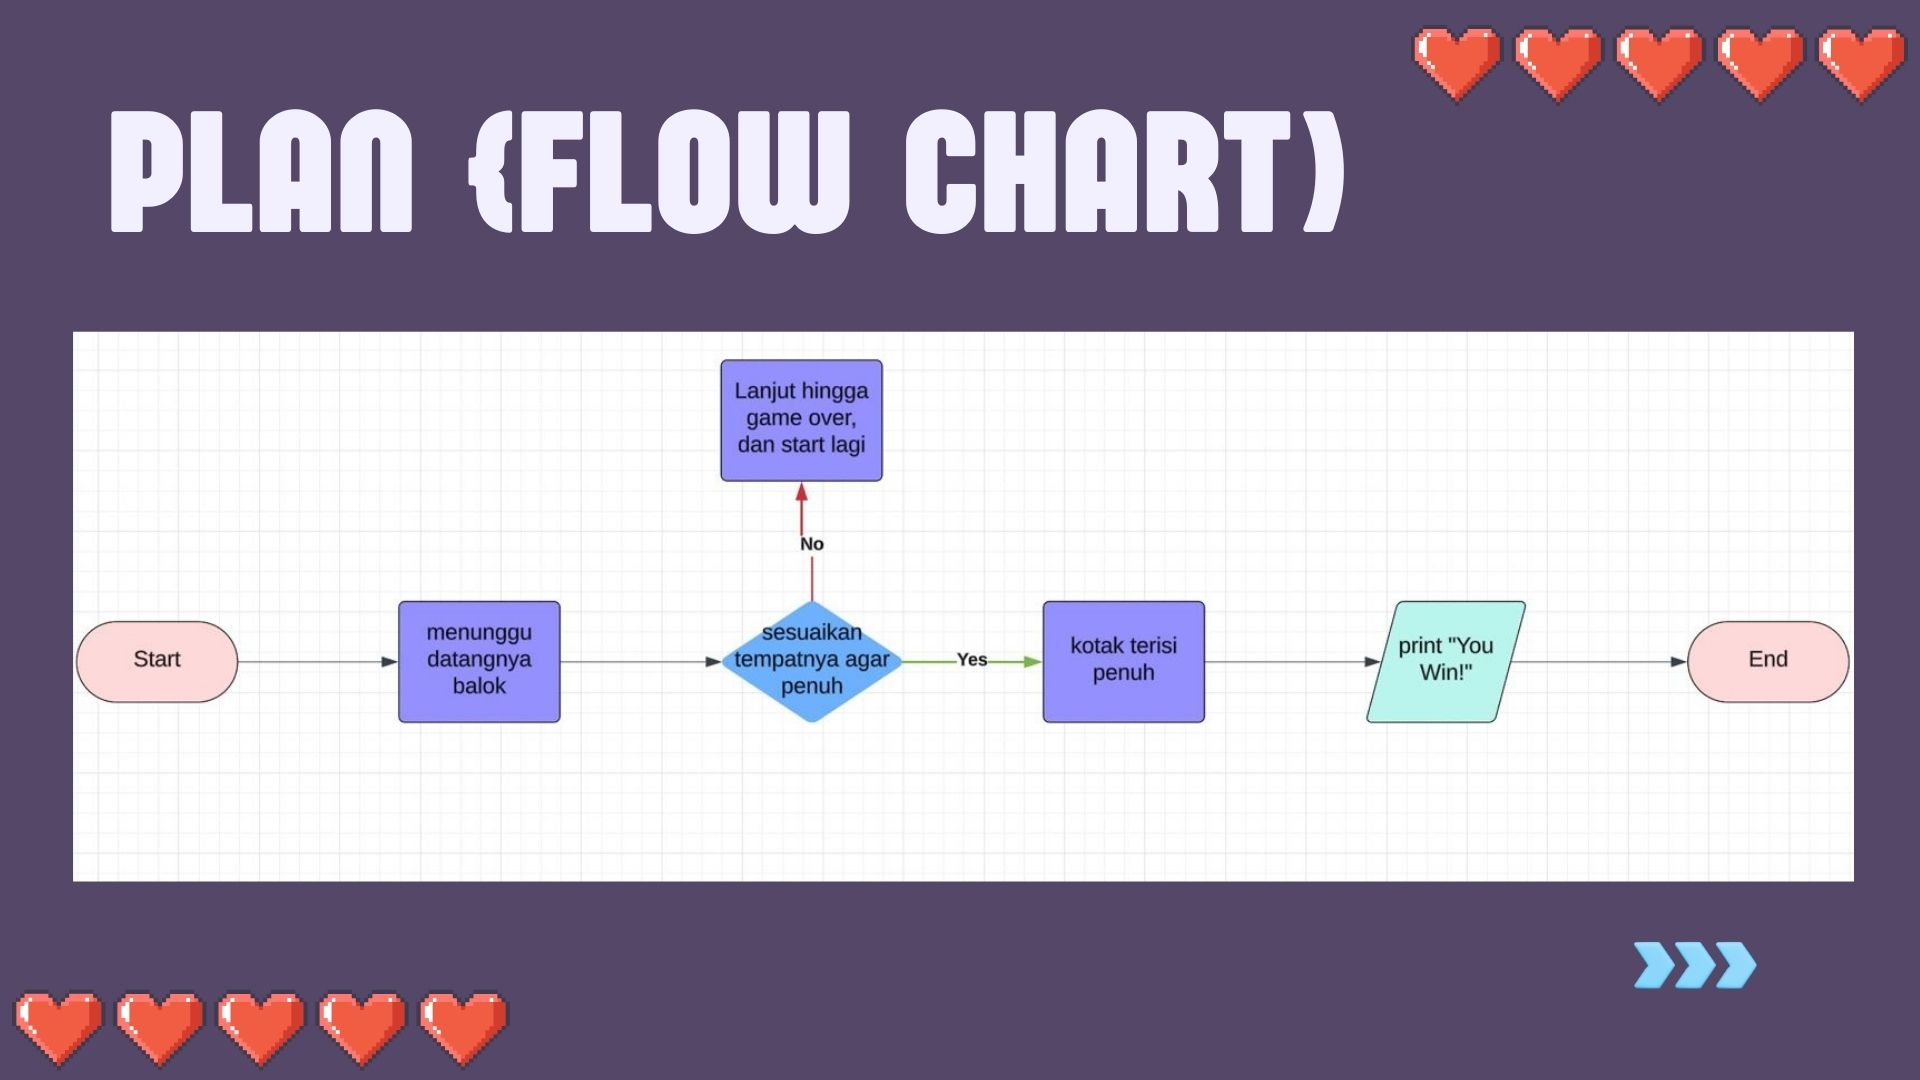 PLAN {FLOW CHART)
Lanjut hingga
game over,
dan start lagi
No
Start
menunggu
datangnya
balok
sesuaikan
tempatnya agar
penuh
Yes
kotak terisi
penuh
print "You
Win!"
End